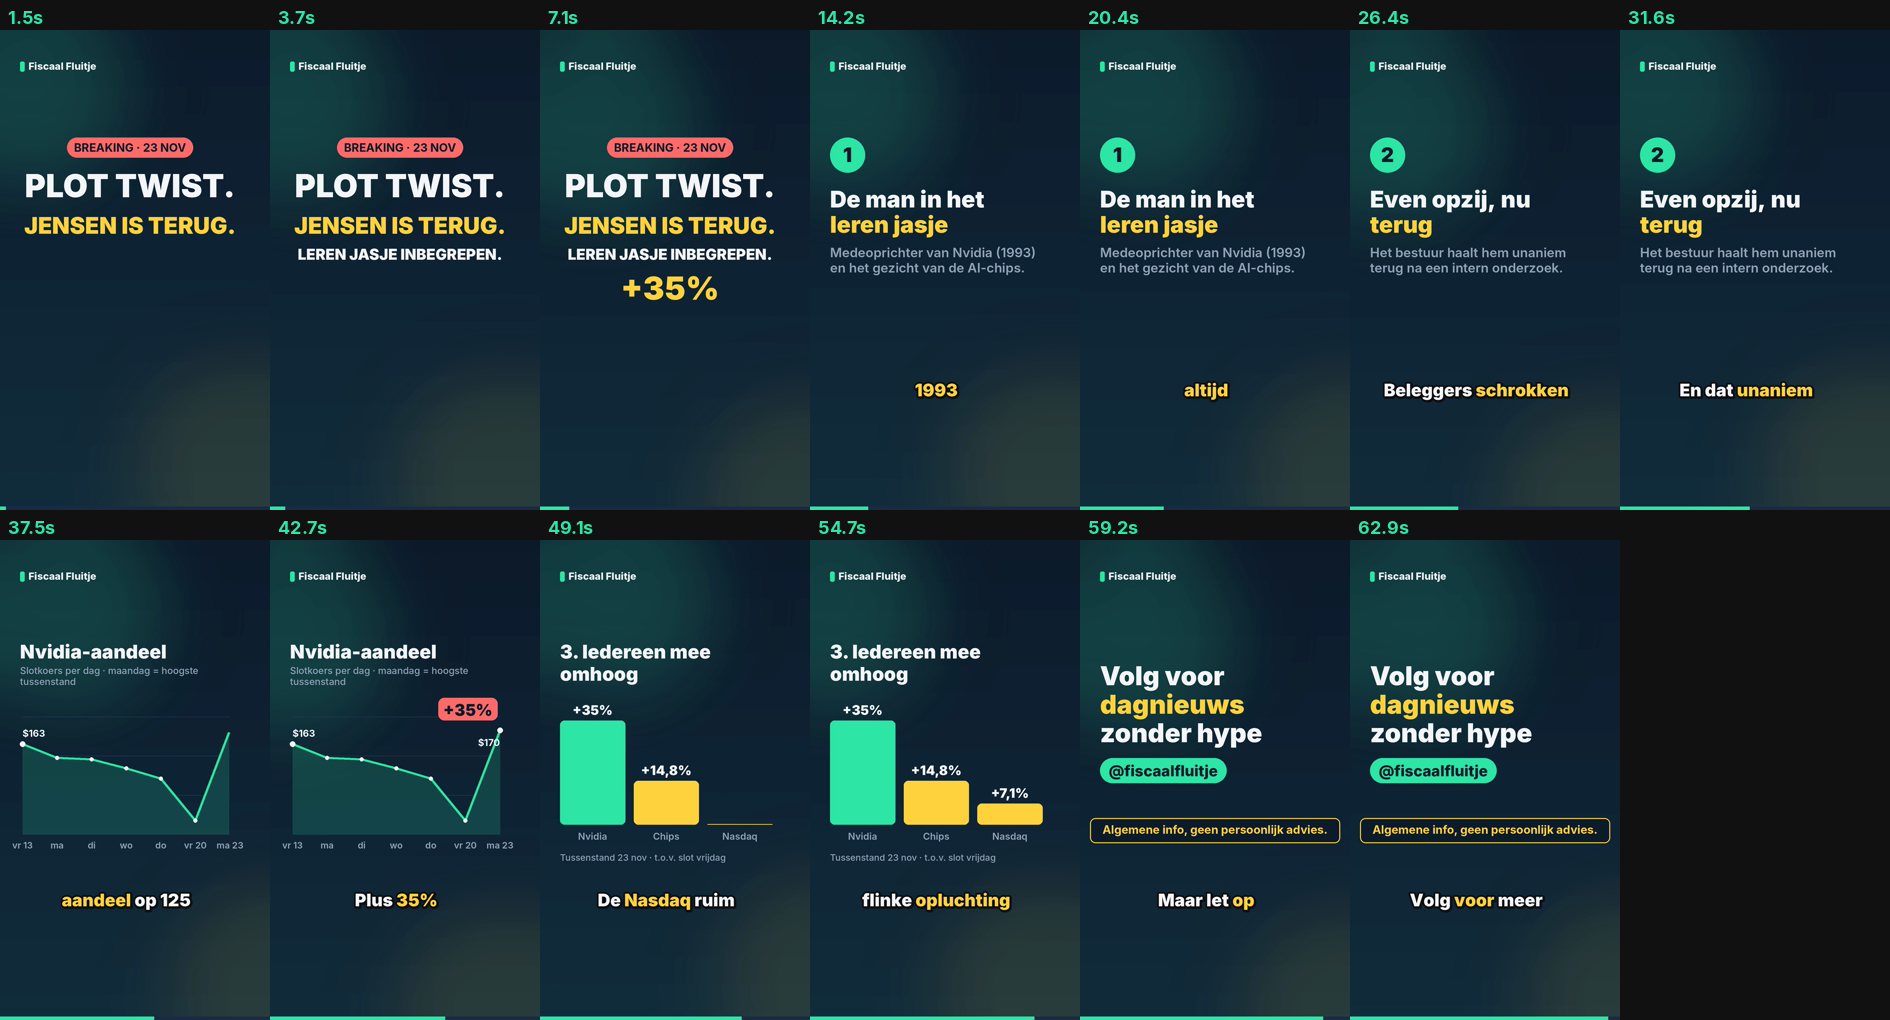 1.5s
Fiscaal Fluitje
BREAKING · 23 NOV
PLOT TWIST.
JENSEN IS TERUG.
3.7s
Fiscaal Fluitje
BREAKING · 23 NOV
PLOT TWIST.
JENSEN IS TERUG.
LEREN JASJE INBEGREPEN.
7.1s
Fiscaal Fluitje
BREAKING · 23 NOV
PLOT TWIST.
JENSEN IS TERUG.
LEREN JASJE INBEGREPEN.
+35%
14.2s
Fiscaal Fluitje
1
De man in het
leren jasje
Medeoprichter van Nvidia (1993)
en het gezicht van de AI-chips.
1993
20.4s
Fiscaal Fluitje
1
De man in het
leren jasje
Medeoprichter van Nvidia (1993)
en het gezicht van de AI-chips.
altijd
26.4s
Fiscaal Fluitje
2
Even opzij, nu
terug
Het bestuur haalt hem unaniem
terug na een intern onderzoek.
Beleggers schrokken
31.6s
Fiscaal Fluitje
2
Even opzij, nu
terug
Het bestuur haalt hem unaniem
terug na een intern onderzoek.
En dat unaniem
37.5s
Fiscaal Fluitje
Nvidia-aandeel
Slotkoers per dag · maandag = hoogste
tussenstand
$163
vr 13 ma di wo do vr 20 ma 23
aandeel op 125
42.7s
Fiscaal Fluitje
Nvidia-aandeel
Slotkoers per dag · maandag = hoogste
tussenstand
+35%
$163
$170
vr 13 ma di wo do vr 20 ma 23
Plus 35%
49.1s
Fiscaal Fluitje
3. Iedereen mee
omhoog
+35%
+14,8%
Nvidia Chips Nasdaq
Tussenstand 23 nov · t.o.v. slot vrijdag
De Nasdaq ruim
54.7s
Fiscaal Fluitje
3. Iedereen mee
omhoog
+35%
+14,8%
+7,1%
Nvidia Chips Nasdaq
Tussenstand 23 nov · t.o.v. slot vrijdag
flinke opluchting
59.2s
Fiscaal Fluitje
Volg voor
dagnieuws
zonder hype
@fiscaalfluitje
Algemene info, geen persoonlijk advies.
Maar let op
62.9s
Fiscaal Fluitje
Volg voor
dagnieuws
zonder hype
@fiscaalfluitje
Algemene info, geen persoonlijk advies.
Volg voor meer